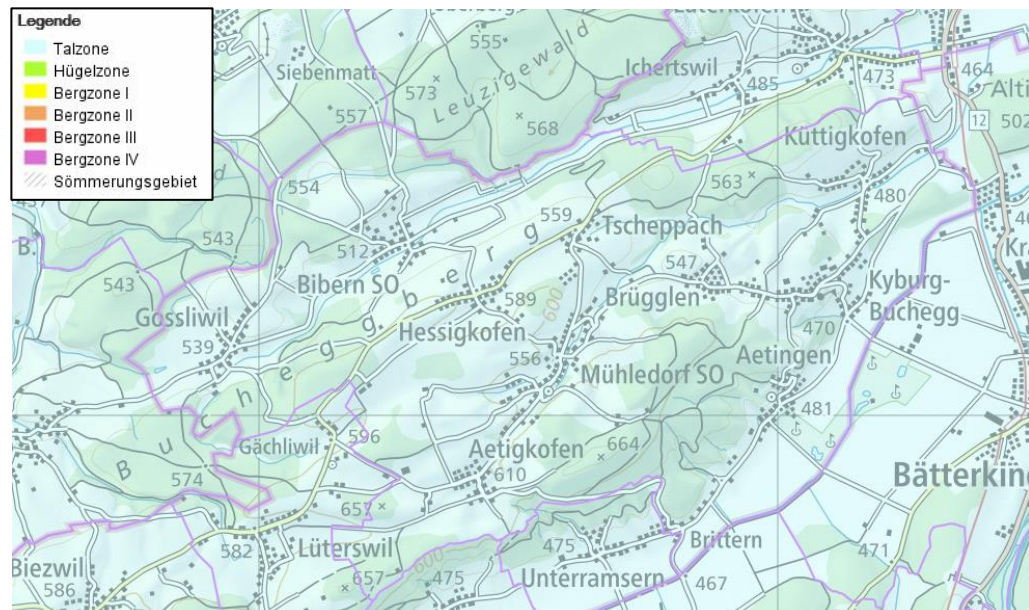 Legende
Talzone
Hügelzone
Bergzone I
Bergzone II
Bergzone III
Bergzone IV
Sömmerungsgebiet
555
Siebenmatt
573
Leuzigewald
Ichertswil
485
473
464
Alti
557
568
12
502
Küttigkofen
d
554
563
480
543
559
Tscheppach
B.
512
547
543
Bibern SO
Brügglen
Kyburg-
Buchegg
Kr
Gossliwil
589
600
Hessigkofen
470
539
556
Aetingen
Mühledorf SO
Bucheggberg
481
Gächliwil
596
Aetigkofen
664
574
610
Bätterkin
657
582
Lüterswil
475
Brittern
471
Biezwil
657
600
475
Unterramsern
467
586